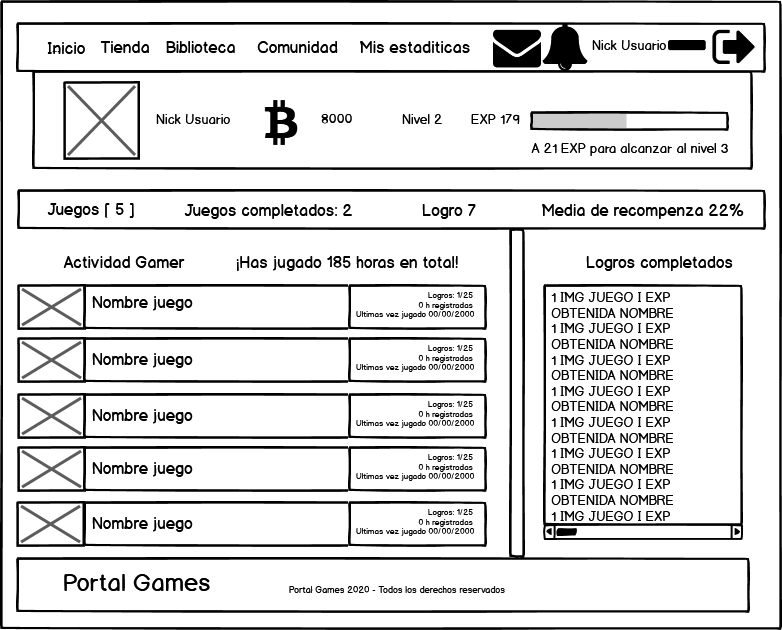 Inicio Tienda Biblioteca Comunidad Mis estaditicas Nick Usuario
Nick Usuario 8000 Nivel 2 EXP 179
A 21 EXP para alcanzar al nivel 3
Juegos [ 5 ] Juegos completados: 2 Logro 7 Media de recompenza 22%
Actividad Gamer ¡Has jugado 185 horas en total!
Nombre juego
Logros: 1/25
0 h registradas
Ultimas vez jugado 00/00/2000
Nombre juego
Logros: 1/25
0 h registradas
Ultimas vez jugado 00/00/2000
Nombre juego
Logros: 1/25
0 h registradas
Ultimas vez jugado 00/00/2000
Nombre juego
Logros: 1/25
0 h registradas
Ultimas vez jugado 00/00/2000
Nombre juego
Logros: 1/25
0 h registradas
Ultimas vez jugado 00/00/2000
Logros completados
1 IMG JUEGO I EXP
OBTENIDA NOMBRE
1 IMG JUEGO I EXP
OBTENIDA NOMBRE
1 IMG JUEGO I EXP
OBTENIDA NOMBRE
1 IMG JUEGO I EXP
OBTENIDA NOMBRE
1 IMG JUEGO I EXP
OBTENIDA NOMBRE
1 IMG JUEGO I EXP
OBTENIDA NOMBRE
1 IMG JUEGO I EXP
OBTENIDA NOMBRE
1 IMG JUEGO I EXP
Portal Games
Portal Games 2020 - Todos los derechos reservados